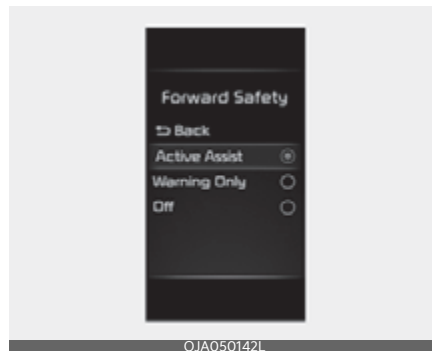 Forward Safety
Back
Active Assist
Warning Only
Off
OJA050142L